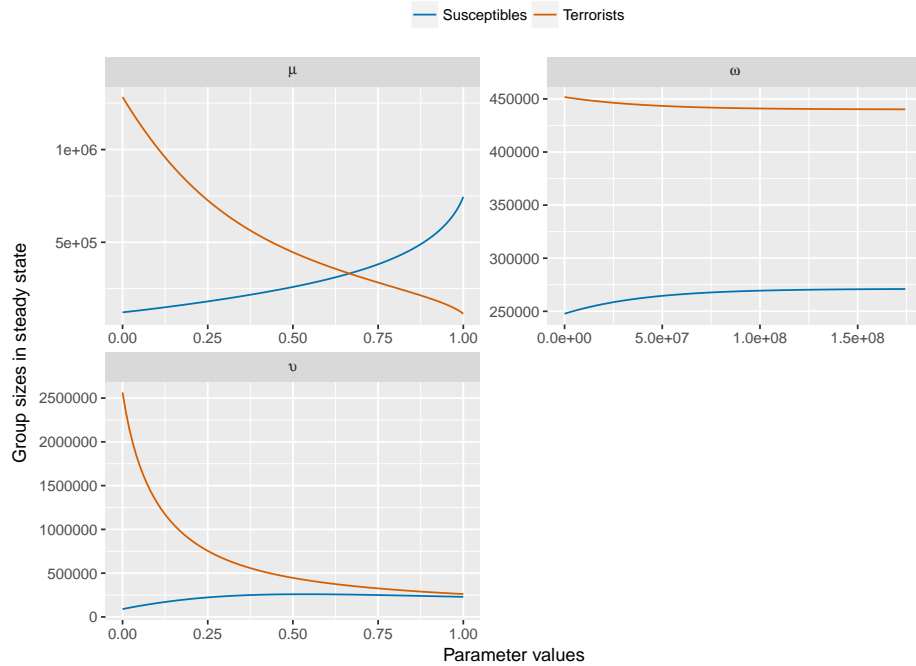 Susceptibles Terrorists
μ
ω
1e+06
5e+05
0.00 0.25 0.50 0.75 1.00
450000
400000
350000
300000
250000
0.0e+00 5.0e+07 1.0e+08 1.5e+08
υ
2500000
2000000
1500000
1000000
500000
0
0.00 0.25 0.50 0.75 1.00
Group sizes in steady state
Parameter values